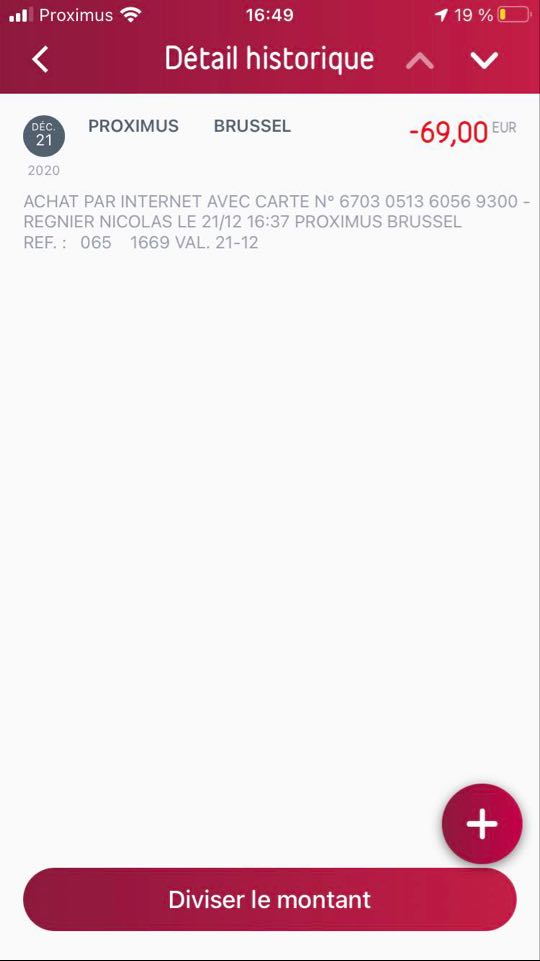 Proximus 16:49 19 %
Détail historique
DÉC. PROXIMUS BRUSSEL -69,00 EUR
21
2020
ACHAT PAR INTERNET AVEC CARTE N° 6703 0513 6056 9300 -
REGNIER NICOLAS LE 21/12 16:37 PROXIMUS BRUSSEL
REF. : 065 1669 VAL. 21-12
Diviser le montant